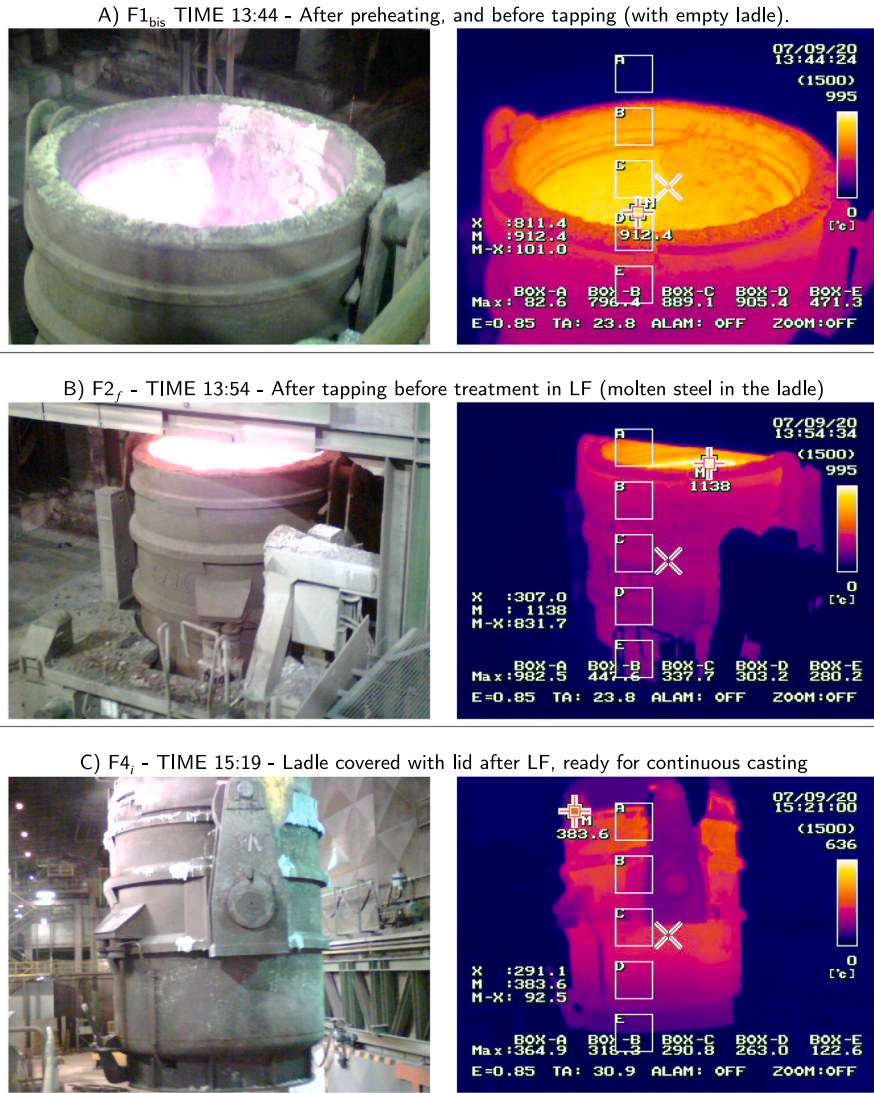 A) F1bis TIME 13:44 - After preheating, and before tapping (with empty ladle).
07/09/20
13:44:24
(1500)
995
A
B
C
M
D
912.4
X :811.4
M :912.4
M-X:101.0
0
[°c]
E
BOX-A BOX-B BOX-C BOX-D BOX-E
Max: 82.6 796.4 889.1 905.4 471.3
E=0.85 TA: 23.8 ALAM: OFF ZOOM:OFF
B) F2f - TIME 13:54 - After tapping before treatment in LF (molten steel in the ladle)
07/09/20
13:54:34
(1500)
995
A
M
1138
B
C
D
X :307.0
M : 1138
M-X:831.7
0
[°c]
E
BOX-A BOX-B BOX-C BOX-D BOX-E
Max:982.5 447.6 337.7 303.2 280.2
E=0.85 TA: 23.8 ALAM: OFF ZOOM:OFF
C) F4i - TIME 15:19 - Ladle covered with lid after LF, ready for continuous casting
07/09/20
15:21:00
(1500)
636
A
M
383.6
B
C
D
X :291.1
M :383.6
M-X: 92.5
0
[°c]
E
BOX-A BOX-B BOX-C BOX-D BOX-E
Max:364.9 318.3 290.8 263.0 122.6
E=0.85 TA: 30.9 ALAM: OFF ZOOM:OFF